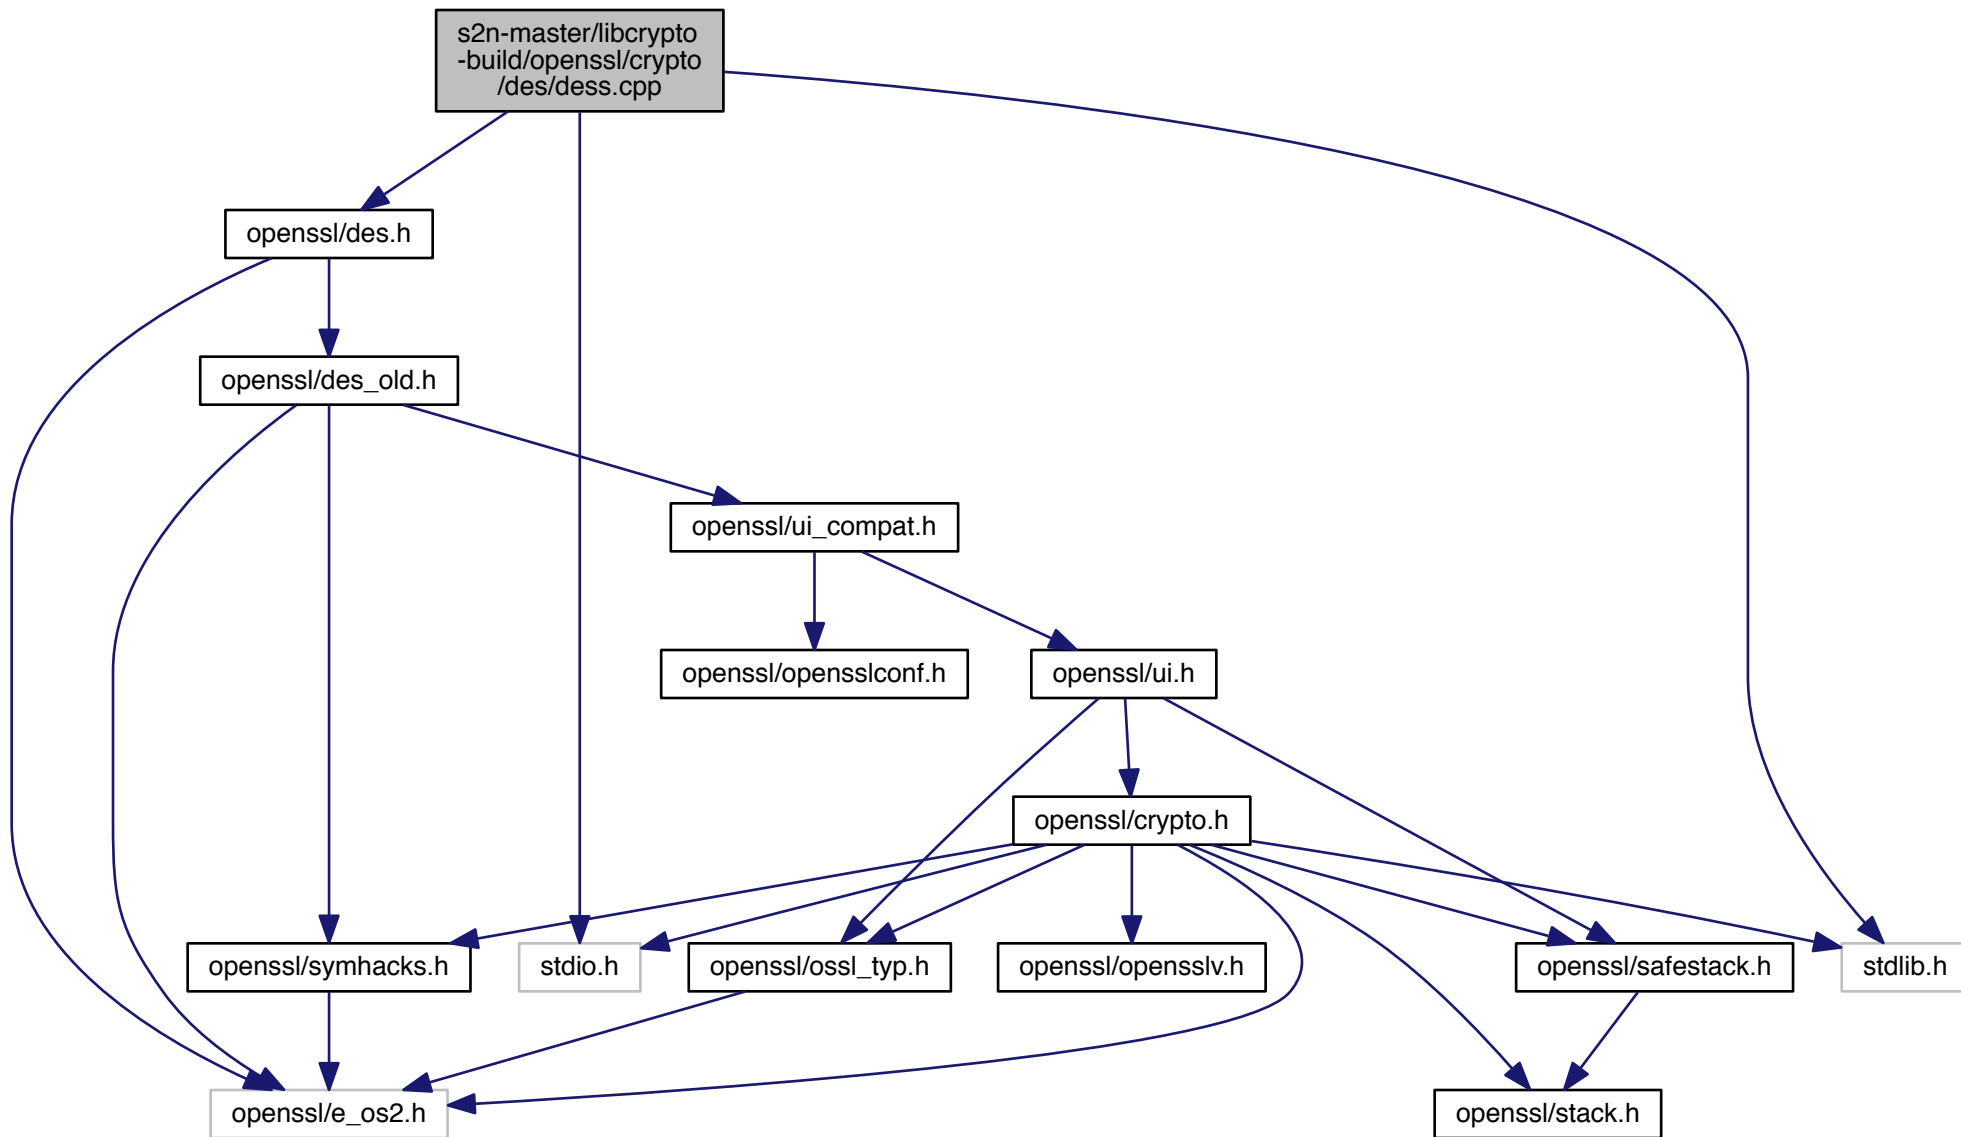 s2n-master/libcrypto
-build/openssl/crypto
/des/dess.cpp
openssl/des.h
openssl/des_old.h
openssl/ui_compat.h
openssl/opensslconf.h
openssl/ui.h
openssl/crypto.h
openssl/symhacks.h
stdio.h
openssl/ossl_typ.h
openssl/opensslv.h
openssl/safestack.h
stdlib.h
openssl/e_os2.h
openssl/stack.h